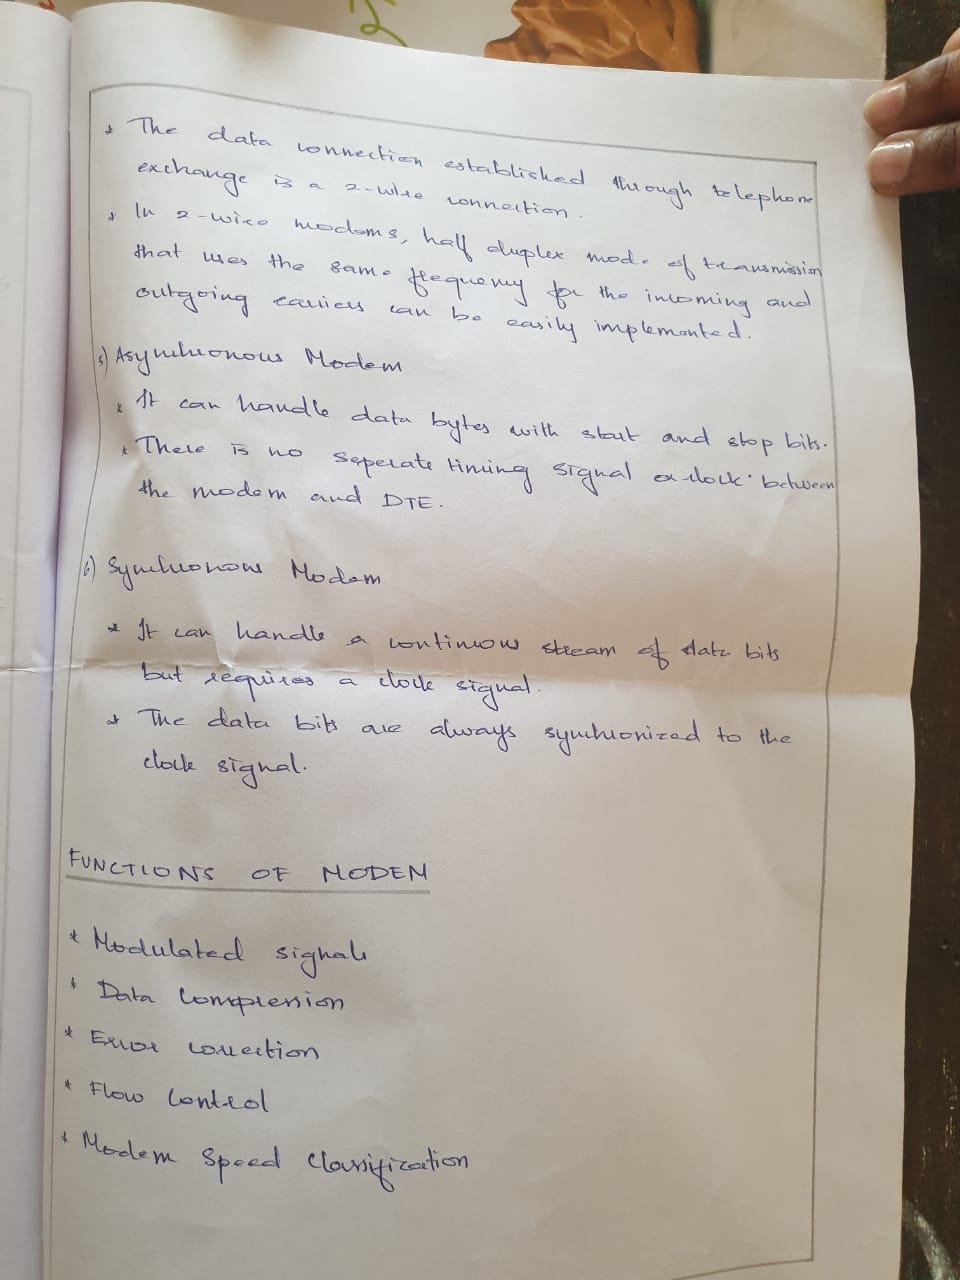 * The data connection established through telephone
exchange is a 2-wire connection.
* In 2-wire modems, half duplex mode of transmission
that uses the same frequency for the incoming and
outgoing carriers can be easily implemented.
5) Asynchronous Modem
* It can handle data bytes with start and stop bits.
* There is no seperate timing signal or clock between
the modem and DTE.
6) Synchronous Modem
* It can handle a continous stream of data bits
but requires a clock signal.
* The data bits are always synchronized to the
clock signal.
FUNCTIONS OF MODEM
* Modulated signals
* Data Compression
* Error correction
* Flow Control
* Modem Speed Classification